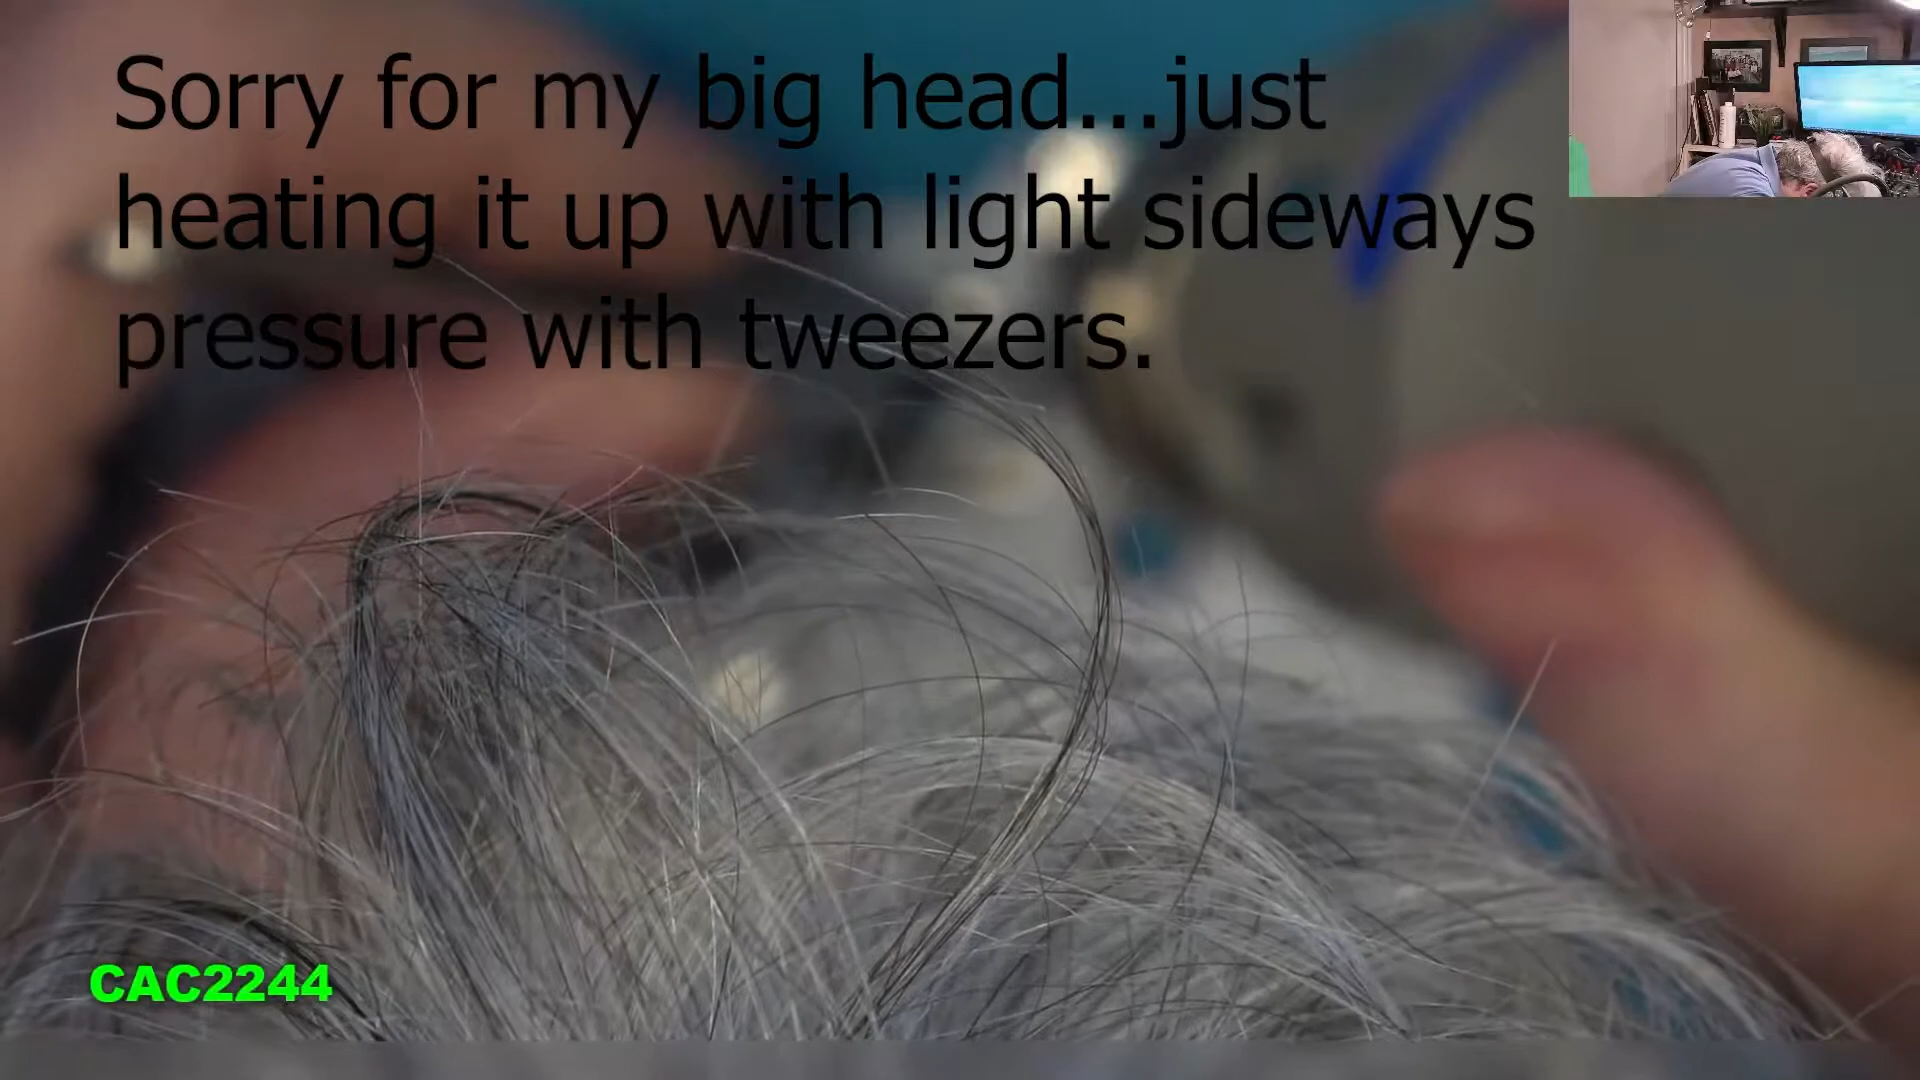 Sorry for my big head...just
heating it up with light sideways
pressure with tweezers.
CAC2244